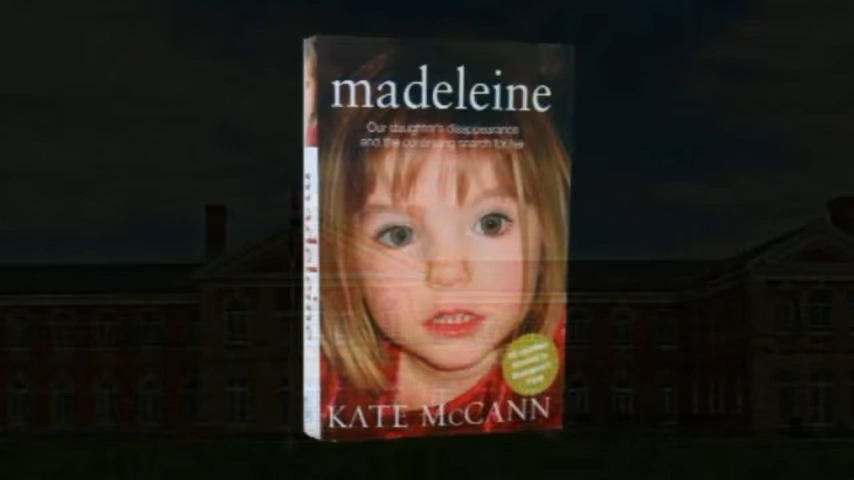 madeleine
Our daughter's disappearance
and the continuing search for her
KATE McCANN